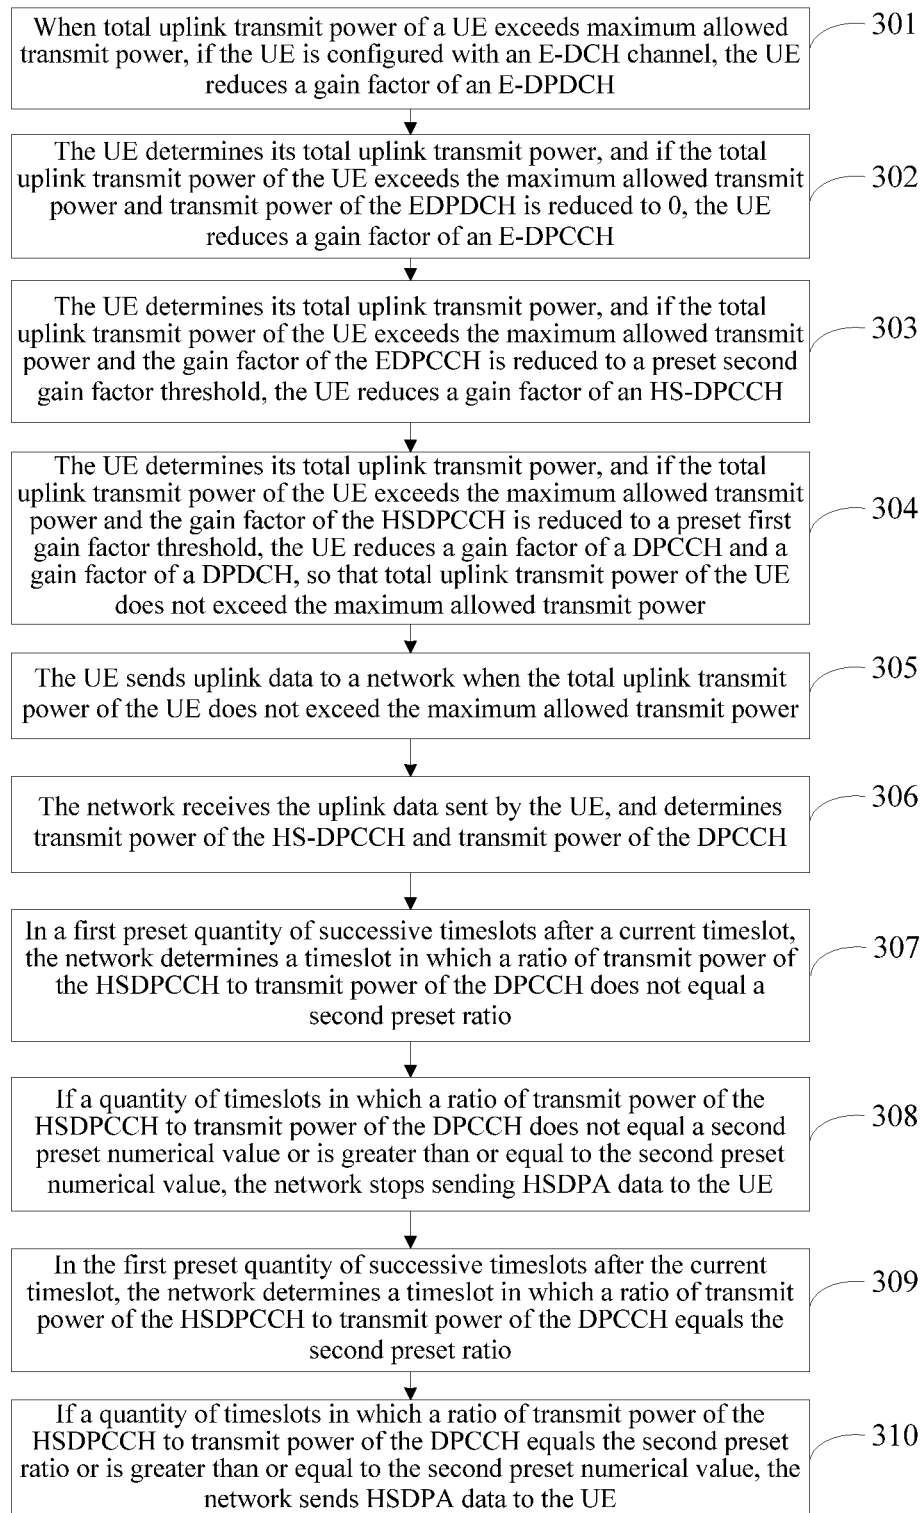 When total uplink transmit power of a UE exceeds maximum allowed
transmit power, if the UE is configured with an E-DCH channel, the UE
reduces a gain factor of an E-DPDCH
301
The UE determines its total uplink transmit power, and if the total
uplink transmit power of the UE exceeds the maximum allowed transmit
power and transmit power of the EDPDCH is reduced to 0, the UE
reduces a gain factor of an E-DPCCH
302
The UE determines its total uplink transmit power, and if the total
uplink transmit power of the UE exceeds the maximum allowed transmit
power and the gain factor of the EDPCCH is reduced to a preset second
gain factor threshold, the UE reduces a gain factor of an HS-DPCCH
303
The UE determines its total uplink transmit power, and if the total
uplink transmit power of the UE exceeds the maximum allowed transmit
power and the gain factor of the HSDPCCH is reduced to a preset first
gain factor threshold, the UE reduces a gain factor of a DPCCH and a
gain factor of a DPDCH, so that total uplink transmit power of the UE
does not exceed the maximum allowed transmit power
304
The UE sends uplink data to a network when the total uplink transmit
power of the UE does not exceed the maximum allowed transmit power
305
The network receives the uplink data sent by the UE, and determines
transmit power of the HS-DPCCH and transmit power of the DPCCH
306
In a first preset quantity of successive timeslots after a current timeslot,
the network determines a timeslot in which a ratio of transmit power of
the HSDPCCH to transmit power of the DPCCH does not equal a
second preset ratio
307
If a quantity of timeslots in which a ratio of transmit power of the
HSDPCCH to transmit power of the DPCCH does not equal a second
preset numerical value or is greater than or equal to the second preset
numerical value, the network stops sending HSDPA data to the UE
308
In the first preset quantity of successive timeslots after the current
timeslot, the network determines a timeslot in which a ratio of transmit
power of the HSDPCCH to transmit power of the DPCCH equals the
second preset ratio
309
If a quantity of timeslots in which a ratio of transmit power of the
HSDPCCH to transmit power of the DPCCH equals the second preset
ratio or is greater than or equal to the second preset numerical value, the
network sends HSDPA data to the UE
310